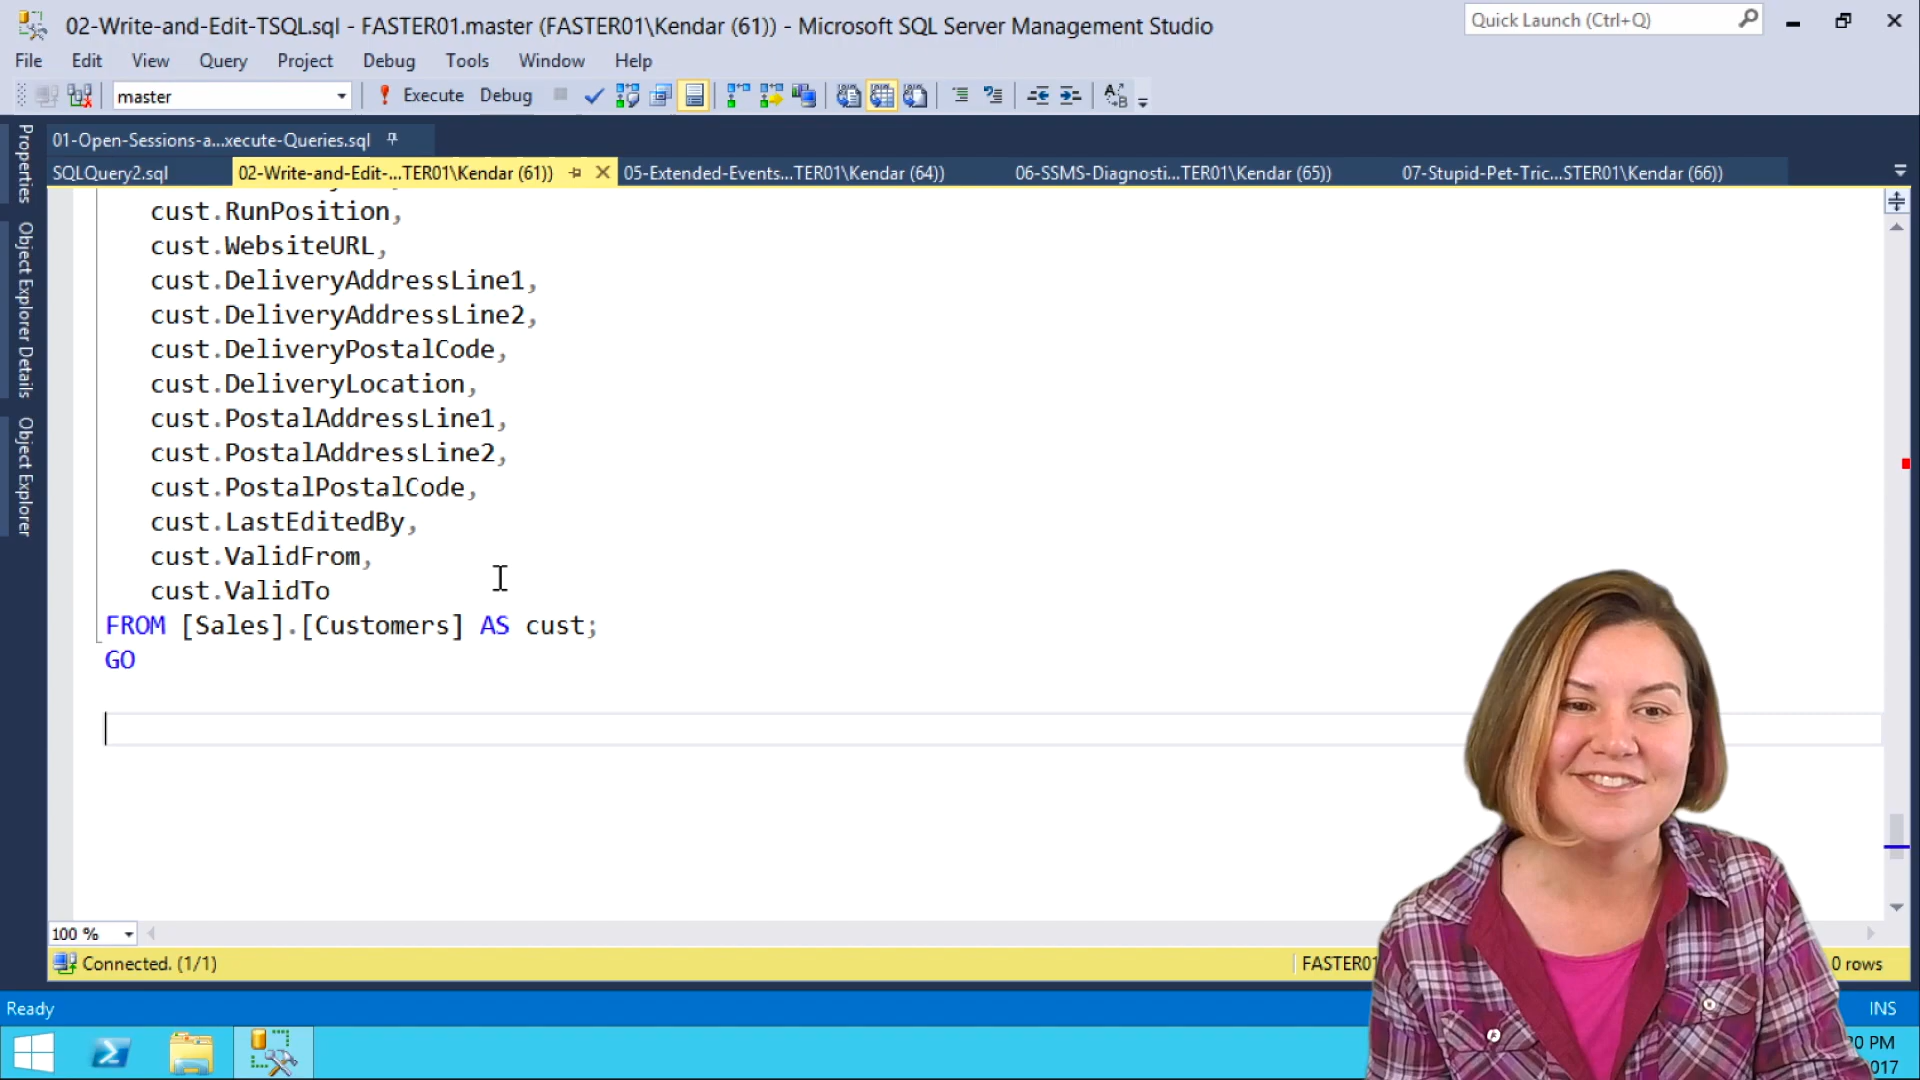 02-Write-and-Edit-TSQL.sql - FASTER01.master (FASTER01\Kendar (61)) - Microsoft SQL Server Management Studio
Quick Launch (Ctrl+Q)
File Edit View Query Project Debug Tools Window Help
master Execute Debug
01-Open-Sessions-a...xecute-Queries.sql
SQLQuery2.sql 02-Write-and-Edit-...TER01\Kendar (61)) 05-Extended-Events...TER01\Kendar (64)) 06-SSMS-Diagnosti...TER01\Kendar (65)) 07-Stupid-Pet-Tric...STER01\Kendar (66))
Properties
Object Explorer Details
Object Explorer
cust.RunPosition,
cust.WebsiteURL,
cust.DeliveryAddressLine1,
cust.DeliveryAddressLine2,
cust.DeliveryPostalCode,
cust.DeliveryLocation,
cust.PostalAddressLine1,
cust.PostalAddressLine2,
cust.PostalPostalCode,
cust.LastEditedBy,
cust.ValidFrom,
cust.ValidTo
FROM [Sales].[Customers] AS cust;
GO
100 %
Connected. (1/1) FASTER01 0 rows
Ready INS
20 PM
017